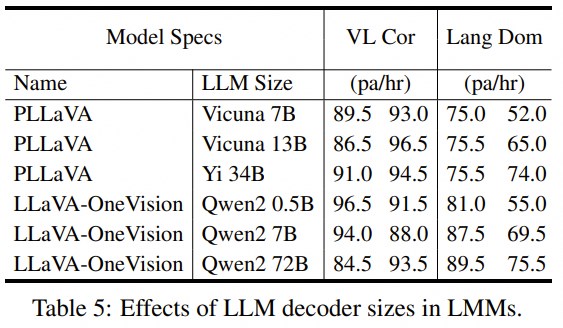 Model Specs VL Cor Lang Dom
Name LLM Size (pa/hr) (pa/hr)
PLLaVA Vicuna 7B 89.5 93.0 75.0 52.0
PLLaVA Vicuna 13B 86.5 96.5 75.5 65.0
PLLaVA Yi 34B 91.0 94.5 75.5 74.0
LLaVA-OneVision Qwen2 0.5B 96.5 91.5 81.0 55.0
LLaVA-OneVision Qwen2 7B 94.0 88.0 87.5 69.5
LLaVA-OneVision Qwen2 72B 84.5 93.5 89.5 75.5
Table 5: Effects of LLM decoder sizes in LMMs.